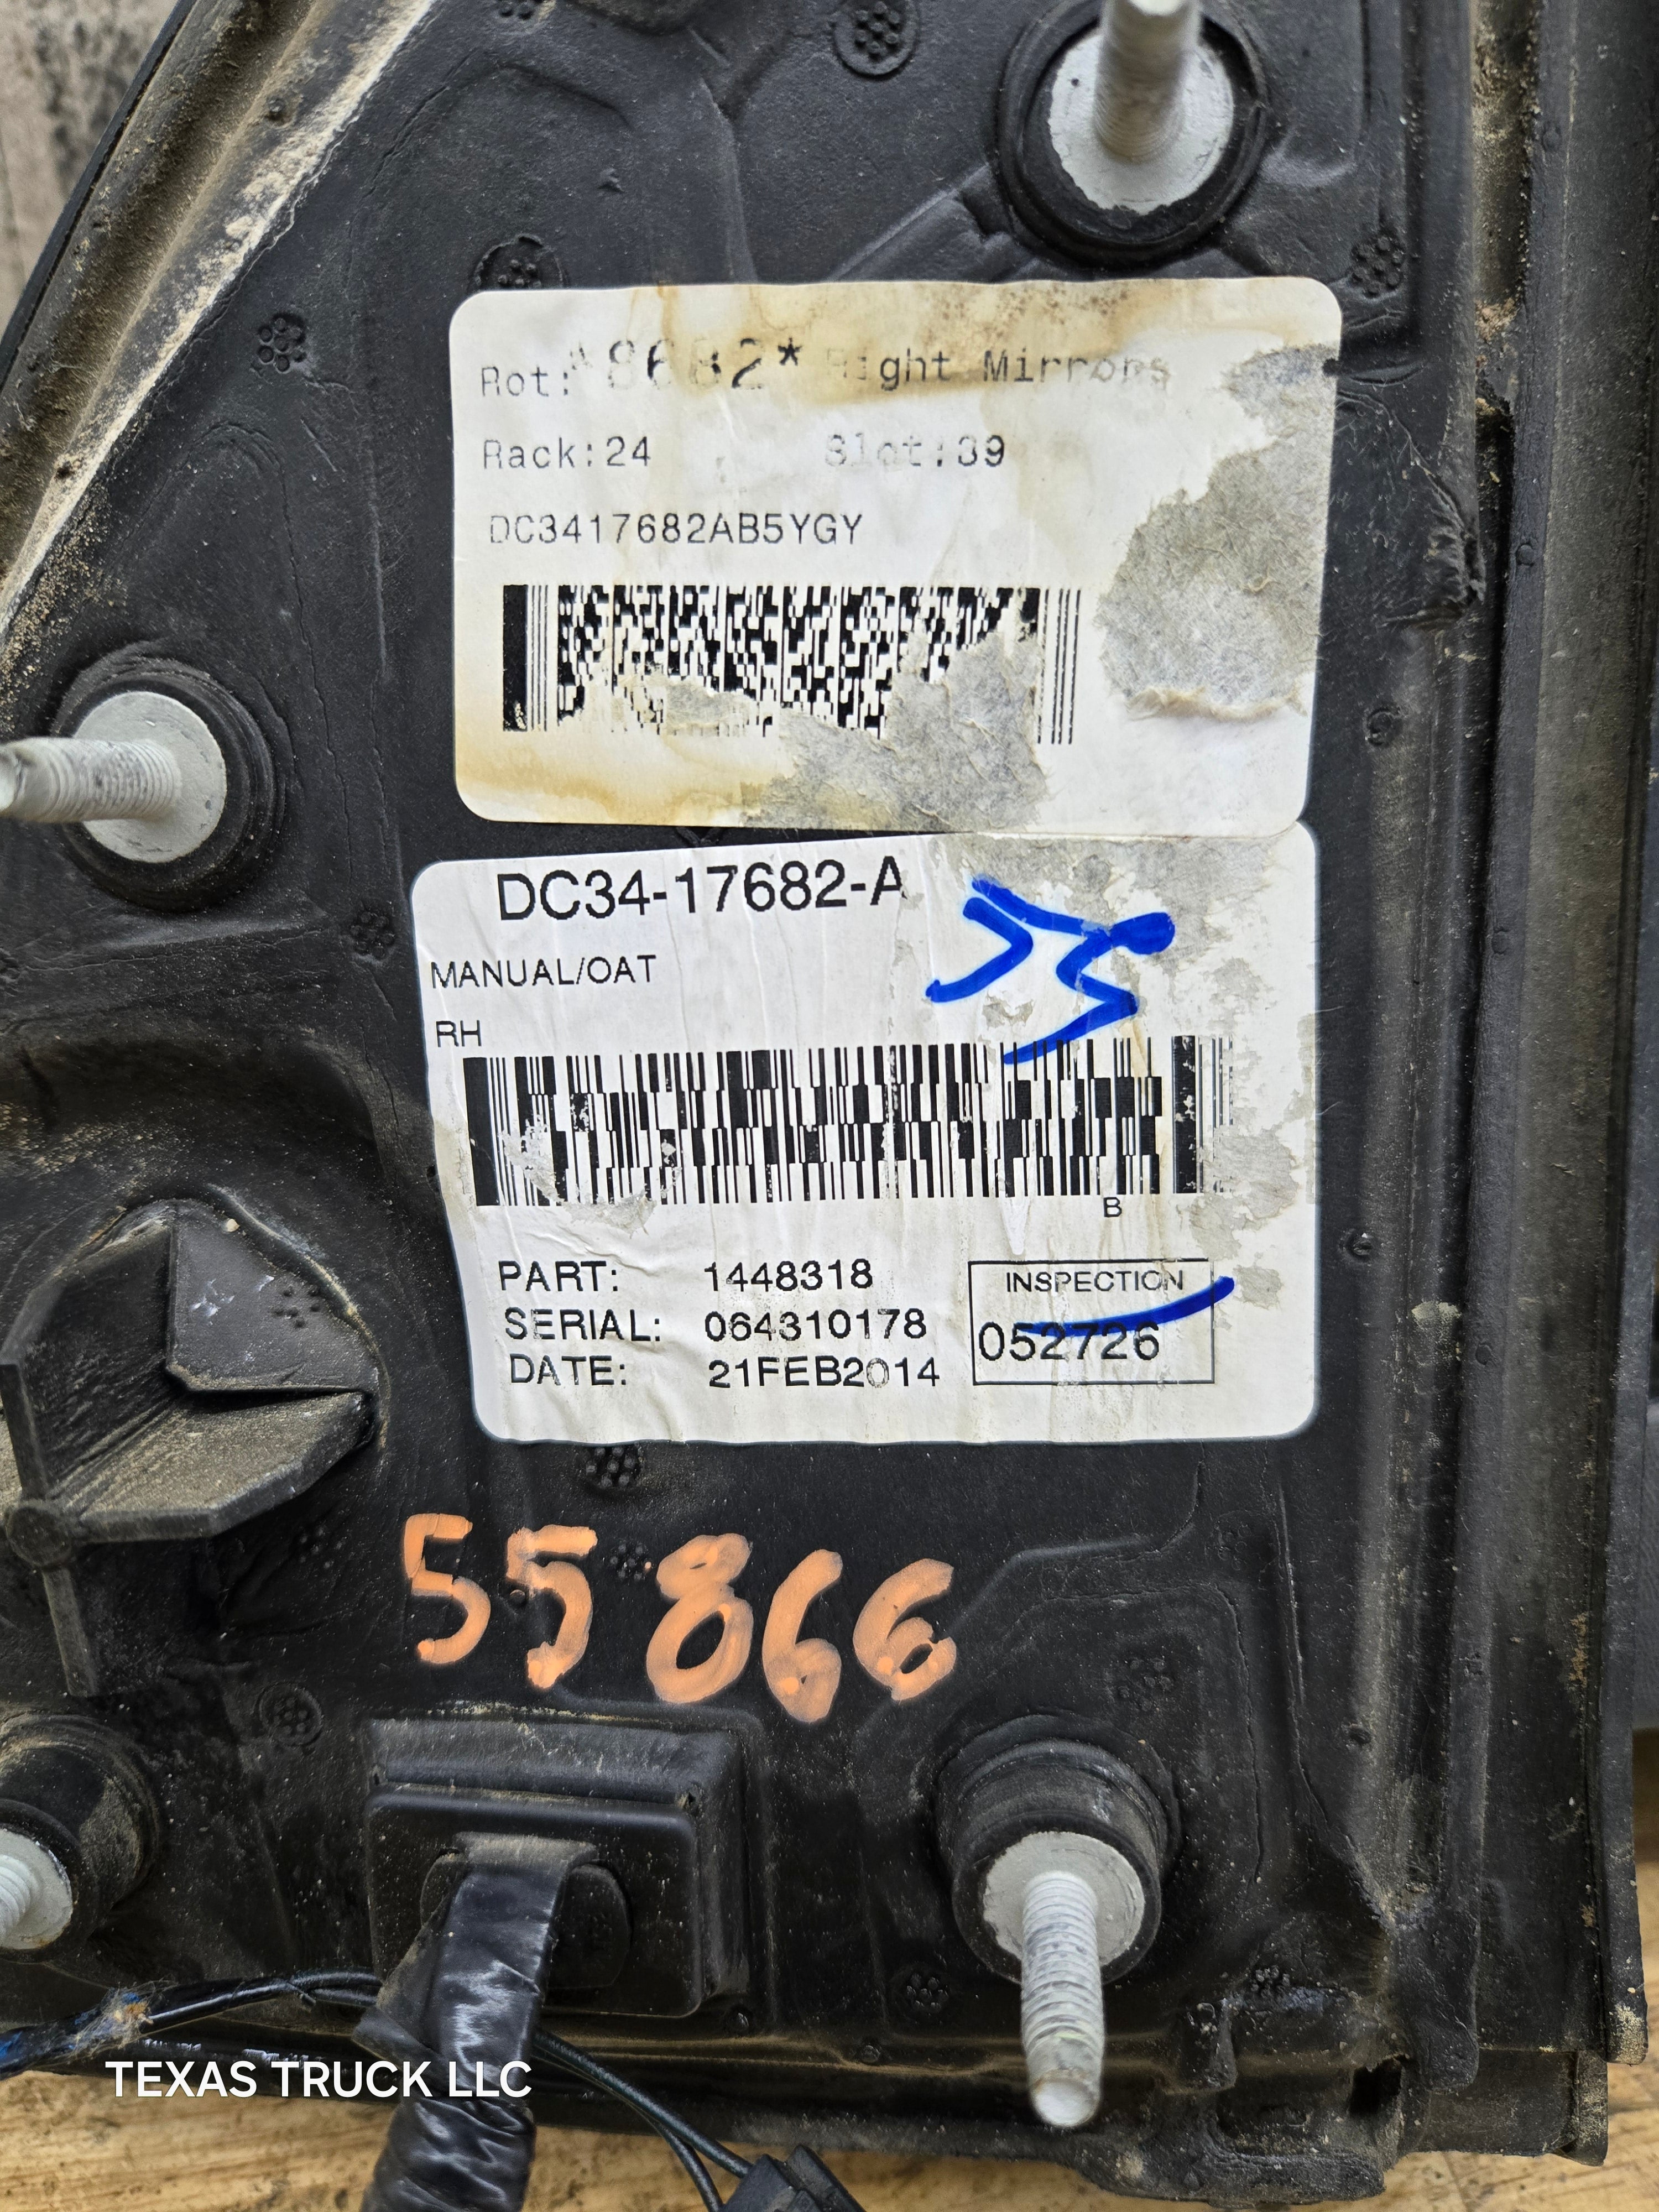 Rot: *8682* Right Mirrors
Rack:24 Slot:39
DC3417682AB5YGY
DC34-17682-A
MANUAL/OAT
RH
B
PART: 1448318
SERIAL: 064310178
DATE: 21FEB2014
INSPECTION
052726
55866
TEXAS TRUCK LLC